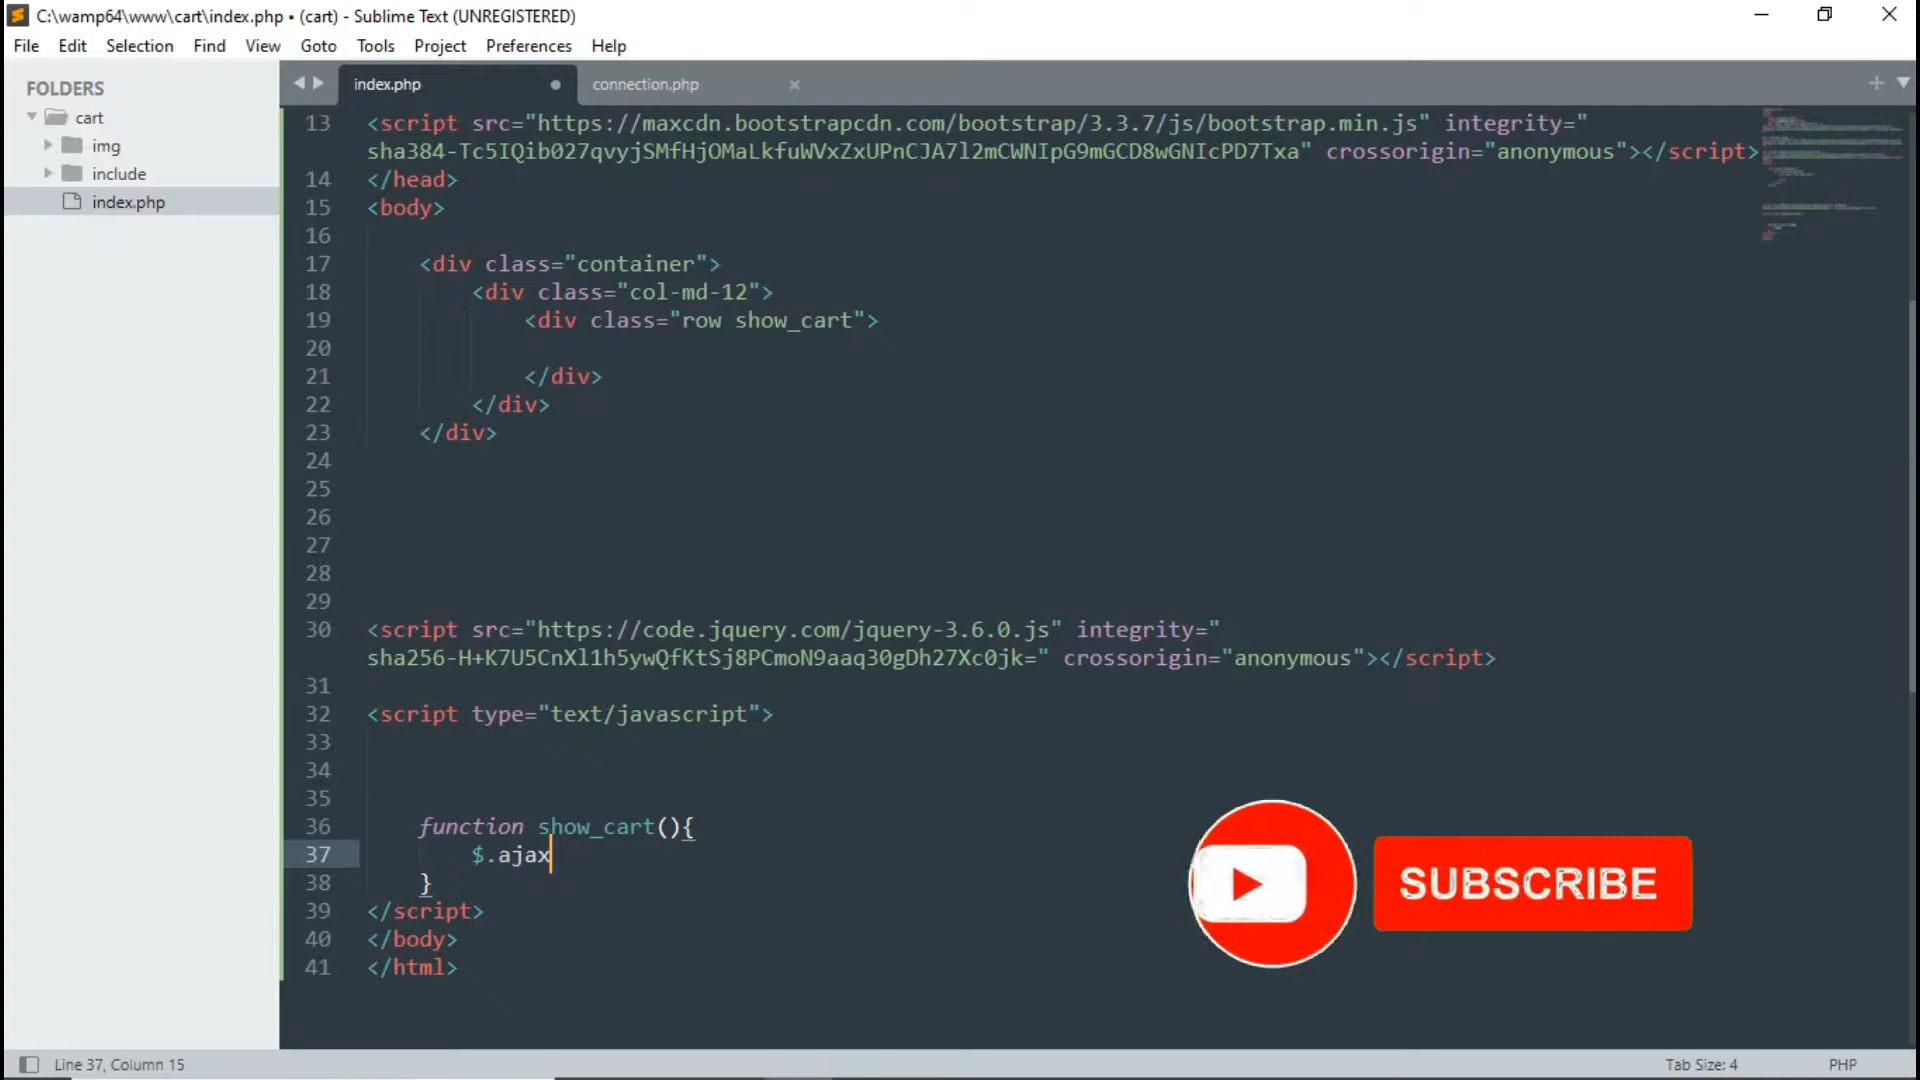 C:\wamp64\www\cart\index.php • (cart) - Sublime Text (UNREGISTERED)
File Edit Selection Find View Goto Tools Project Preferences Help
FOLDERS
cart
img
include
index.php
index.php
connection.php
13 <script src="https://maxcdn.bootstrapcdn.com/bootstrap/3.3.7/js/bootstrap.min.js" integrity="
sha384-Tc5IQib027qvyjSMfHjOMaLkfuWVxZxUPnCJA7l2mCWNIpG9mGCD8wGNIcPD7Txa" crossorigin="anonymous"></script>
14 </head>
15 <body>
16
17 <div class="container">
18 <div class="col-md-12">
19 <div class="row show_cart">
20
21 </div>
22 </div>
23 </div>
24
25
26
27
28
29
30 <script src="https://code.jquery.com/jquery-3.6.0.js" integrity="
sha256-H+K7U5CnXl1h5ywQfKtSj8PCmoN9aaq30gDh27Xc0jk=" crossorigin="anonymous"></script>
31
32 <script type="text/javascript">
33
34
35
36 function show_cart(){
37 $.ajax
38 }
39 </script>
40 </body>
41 </html>
SUBSCRIBE
Line 37, Column 15
Tab Size: 4
PHP